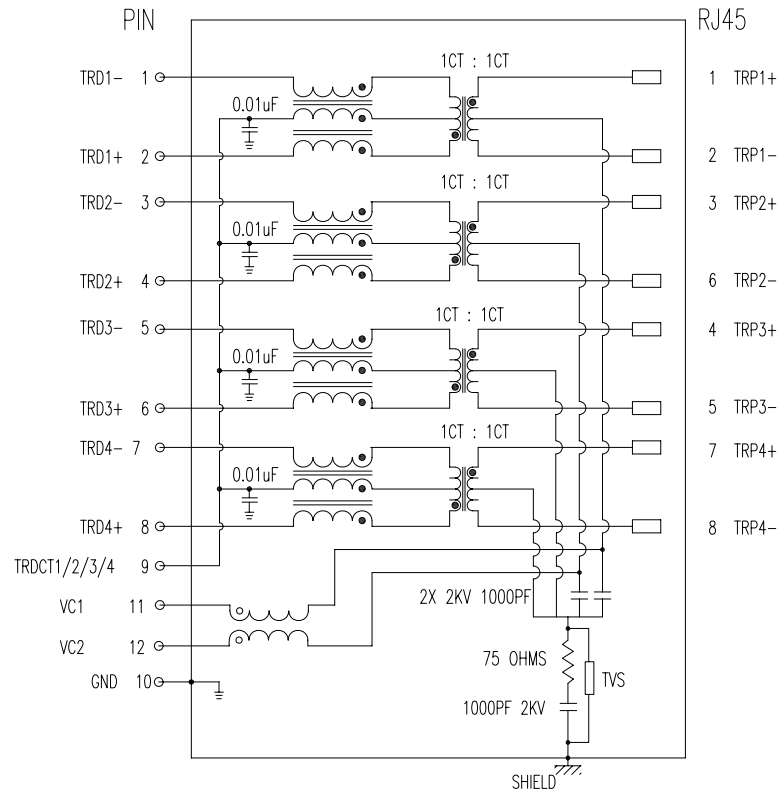 PIN RJ45
1CT : 1CT
TRD1- 1 1 TRP1+
0.01uF
TRD1+ 2 2 TRP1-
1CT : 1CT
TRD2- 3 3 TRP2+
0.01uF
TRD2+ 4 6 TRP2-
1CT : 1CT
TRD3- 5 4 TRP3+
0.01uF
TRD3+ 6 5 TRP3-
1CT : 1CT
TRD4- 7 7 TRP4+
0.01uF
TRD4+ 8 8 TRP4-
TRDCT1/2/3/4 9
VC1 11 2X 2KV 1000PF
VC2 12
75 OHMS
GND 10 TVS
1000PF 2KV
SHIELD